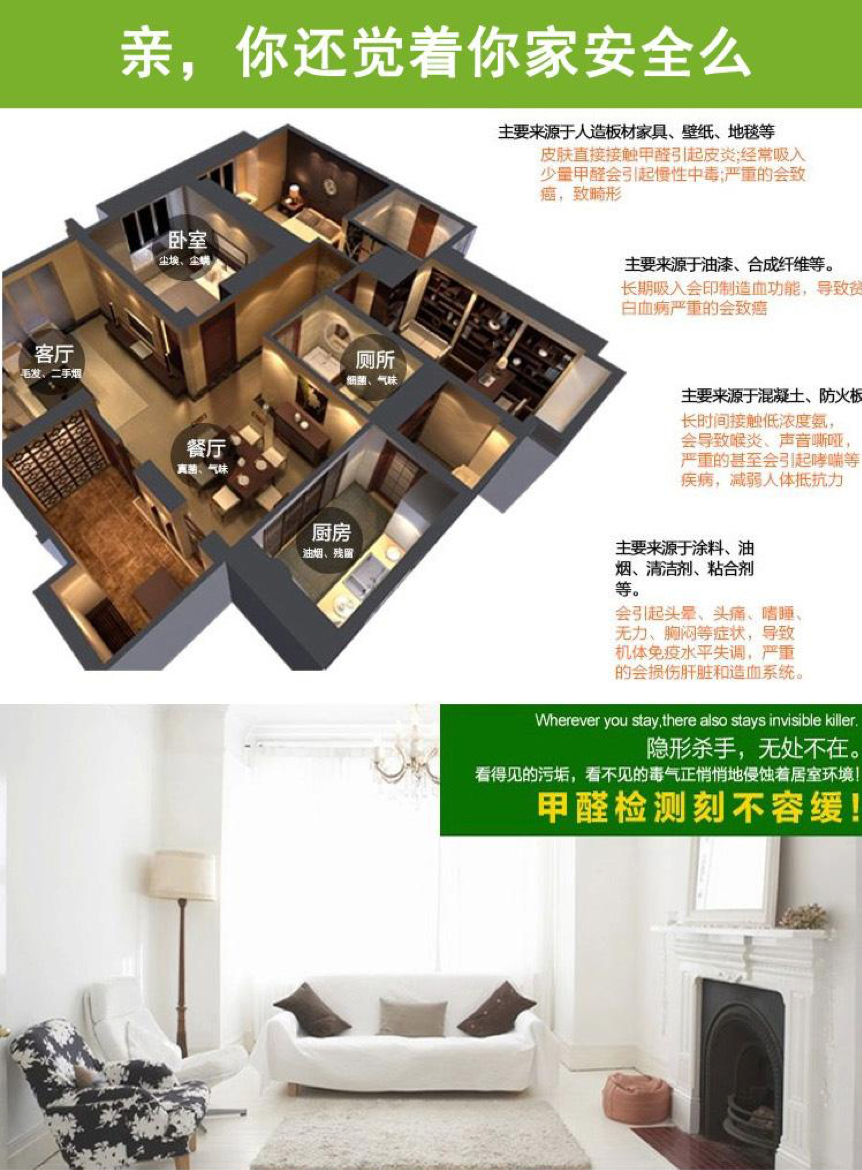 亲，你还觉着你家安全么
主要来源于人造板材家具、壁纸、地毯等
皮肤直接接触甲醛引起皮炎;经常吸入
少量甲醛会引起慢性中毒;严重的会致
癌，致畸形
卧室
尘埃、尘螨
主要来源于油漆、合成纤维等。
长期吸入会印制造血功能，导致贫
白血病严重的会致癌
客厅
毛发、二手烟
厕所
细菌、气味
主要来源于混凝土、防火板
长时间接触低浓度氨，
会导致喉炎、声音嘶哑，
严重的甚至会引起哮喘等
疾病，减弱人体抵抗力
餐厅
真菌、气味
厨房
油烟、残留
主要来源于涂料、油
烟、清洁剂、粘合剂
等。
会引起头晕、头痛、嗜睡、
无力、胸闷等症状，导致
机体免疫水平失调，严重
的会损伤肝脏和造血系统。
Wherever you stay,there also stays invisible killer.
隐形杀手，无处不在。
看得见的污垢，看不见的毒气正悄悄地侵蚀着居室环境!
甲醛检测刻不容缓!